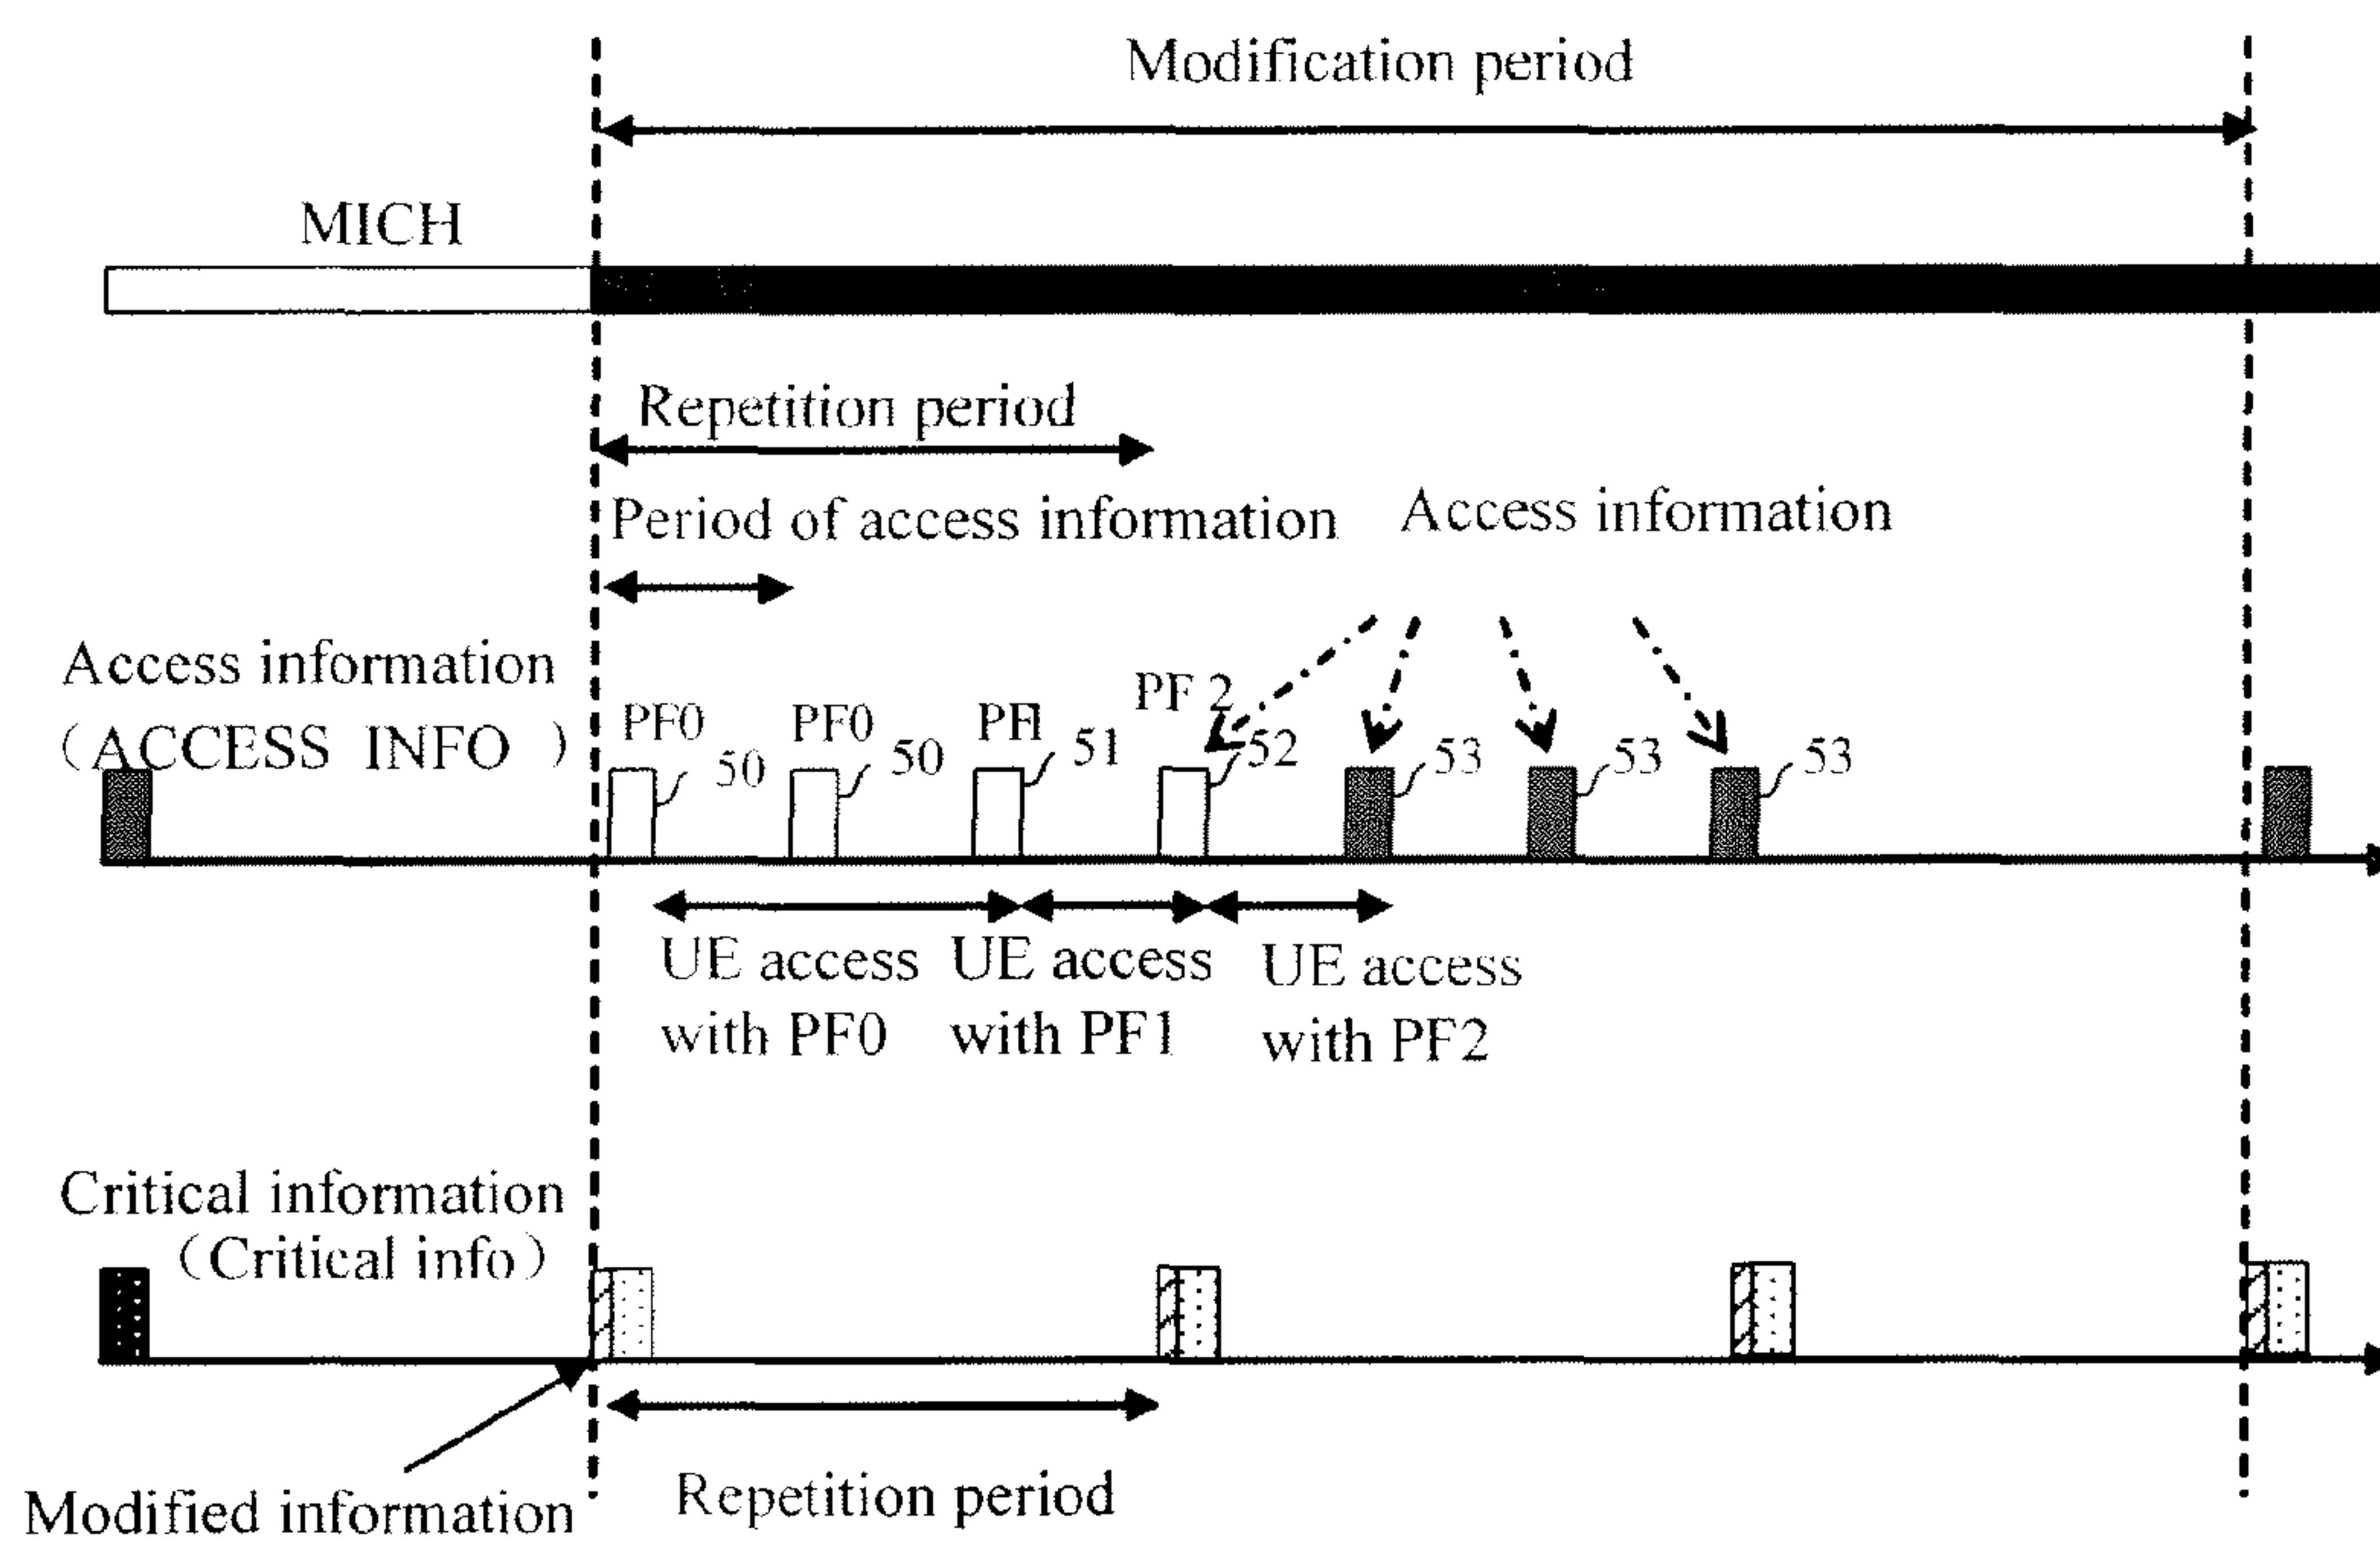 Modification period
MICH
Repetition period
Period of access information
Access information
Access information
(ACCESS INFO )
PF0
PF0
PF1
PF 2
50
50
51
52
53
53
53
UE access
with PF0
UE access
with PF1
UE access
with PF2
Critical information
(Critical info)
Modified information
Repetition period